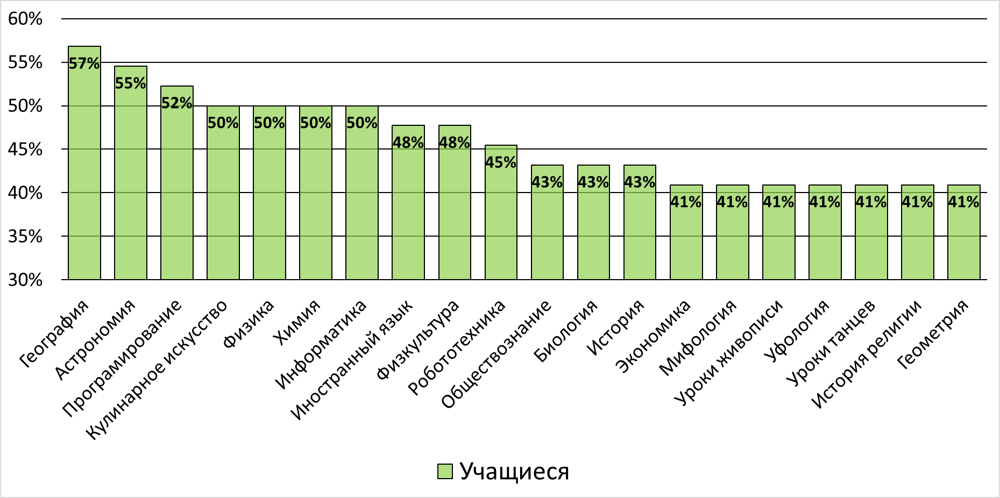 60%
55%
50%
45%
40%
35%
30%
57%
55%
52%
50%
50%
50%
50%
48%
48%
45%
43%
43%
43%
41%
41%
41%
41%
41%
41%
41%
География
Астрономия
Програмирование
Кулинарное искусство
Физика
Химия
Информатика
Иностранный язык
Физкультура
Робототехника
Обществознание
Биология
История
Экономика
Мифология
Уроки живописи
Уфология
Уроки танцев
История религии
Геометрия
Учащиеся